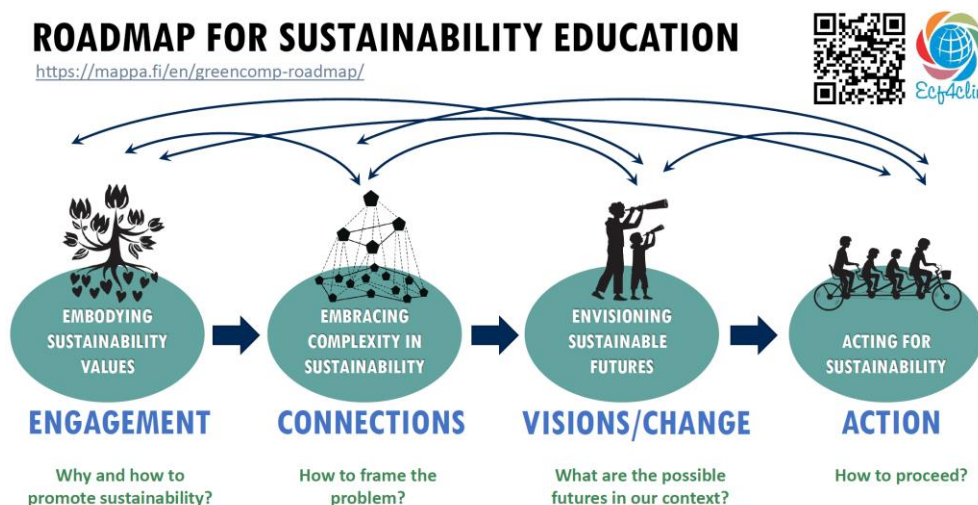 ROADMAP FOR SUSTAINABILITY EDUCATION
https://mappa.fi/en/greencomp-roadmap/
EMBODYING
SUSTAINABILITY
VALUES
EMBRACING
COMPLEXITY IN
SUSTAINABILITY
ENVISIONING
SUSTAINABLE
FUTURES
ACTING FOR
SUSTAINABILITY
ENGAGEMENT
CONNECTIONS
VISIONS/CHANGE
ACTION
Why and how to
promote sustainability?
How to frame the
problem?
What are the possible
futures in our context?
How to proceed?